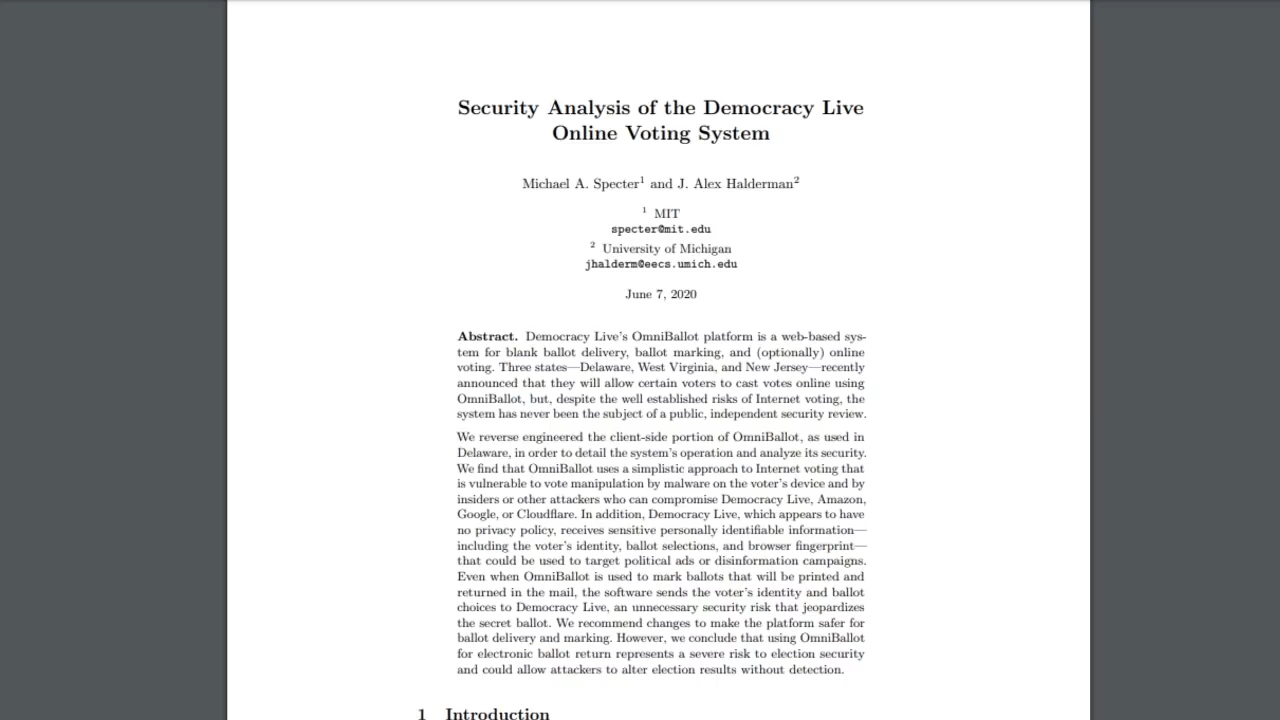 Security Analysis of the Democracy Live
Online Voting System
Michael A. Specter1 and J. Alex Halderman2
1 MIT
specter@mit.edu
2 University of Michigan
jhalderm@eecs.umich.edu
June 7, 2020
Abstract. Democracy Live's OmniBallot platform is a web-based sys-
tem for blank ballot delivery, ballot marking, and (optionally) online
voting. Three states—Delaware, West Virginia, and New Jersey—recently
announced that they will allow certain voters to cast votes online using
OmniBallot, but, despite the well established risks of Internet voting, the
system has never been the subject of a public, independent security review.
We reverse engineered the client-side portion of OmniBallot, as used in
Delaware, in order to detail the system's operation and analyze its security.
We find that OmniBallot uses a simplistic approach to Internet voting that
is vulnerable to vote manipulation by malware on the voter's device and by
insiders or other attackers who can compromise Democracy Live, Amazon,
Google, or Cloudflare. In addition, Democracy Live, which appears to have
no privacy policy, receives sensitive personally identifiable information—
including the voter's identity, ballot selections, and browser fingerprint—
that could be used to target political ads or disinformation campaigns.
Even when OmniBallot is used to mark ballots that will be printed and
returned in the mail, the software sends the voter's identity and ballot
choices to Democracy Live, an unnecessary security risk that jeopardizes
the secret ballot. We recommend changes to make the platform safer for
ballot delivery and marking. However, we conclude that using OmniBallot
for electronic ballot return represents a severe risk to election security
and could allow attackers to alter election results without detection.
1 Introduction